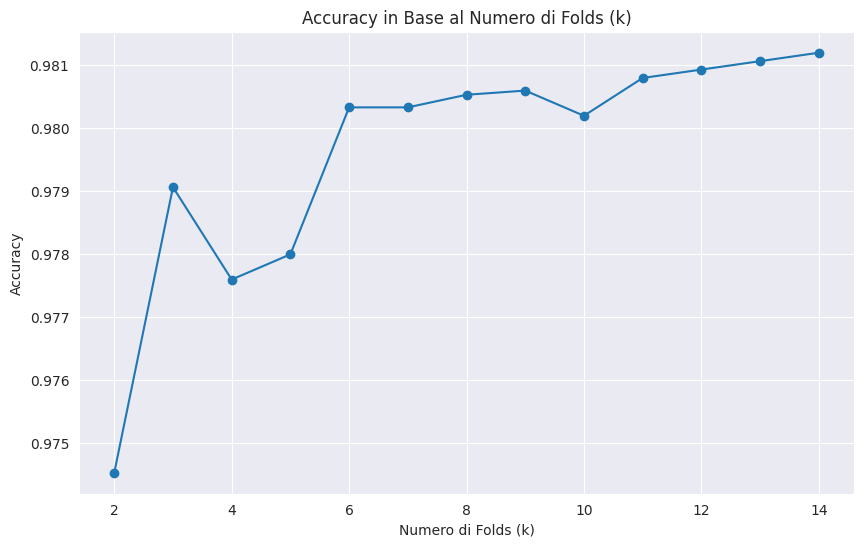 Accuracy in Base al Numero di Folds (k)
0.981
0.980
0.979
0.978
0.977
0.976
0.975
Accuracy
2 4 6 8 10 12 14
Numero di Folds (k)